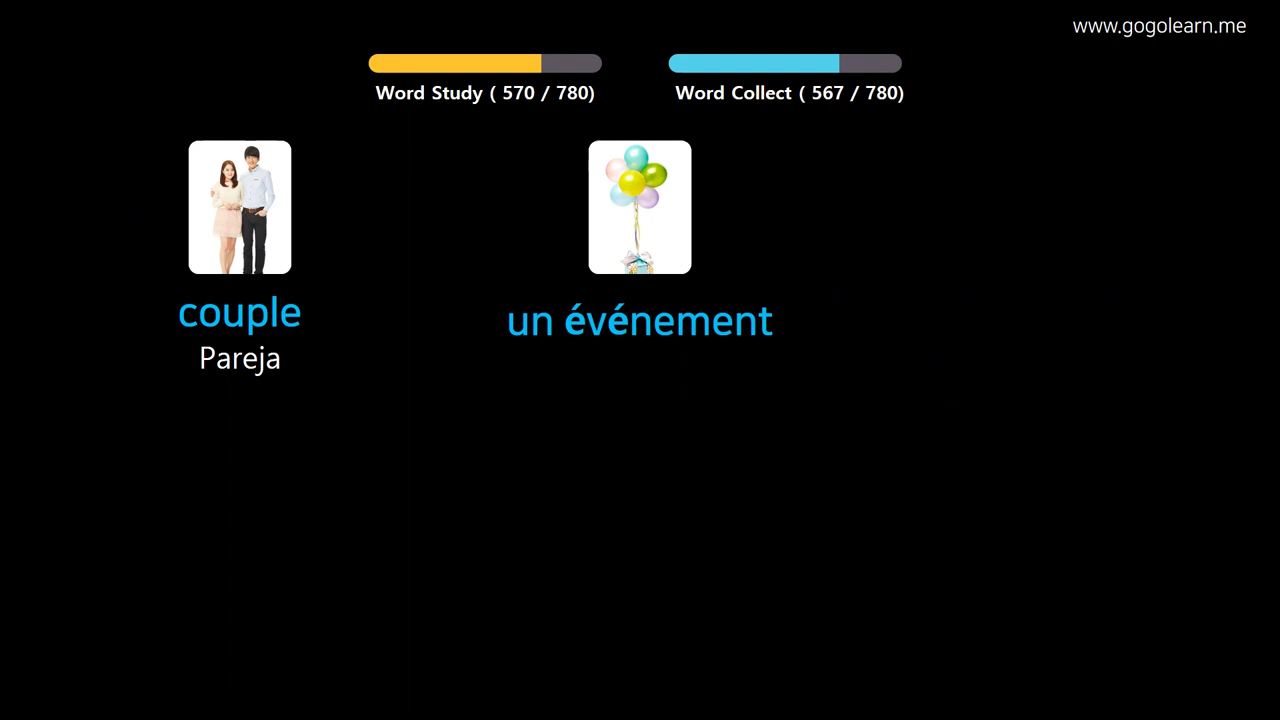 www.gogolearn.me
Word Study ( 570 / 780)
Word Collect ( 567 / 780)
couple
Pareja
un événement